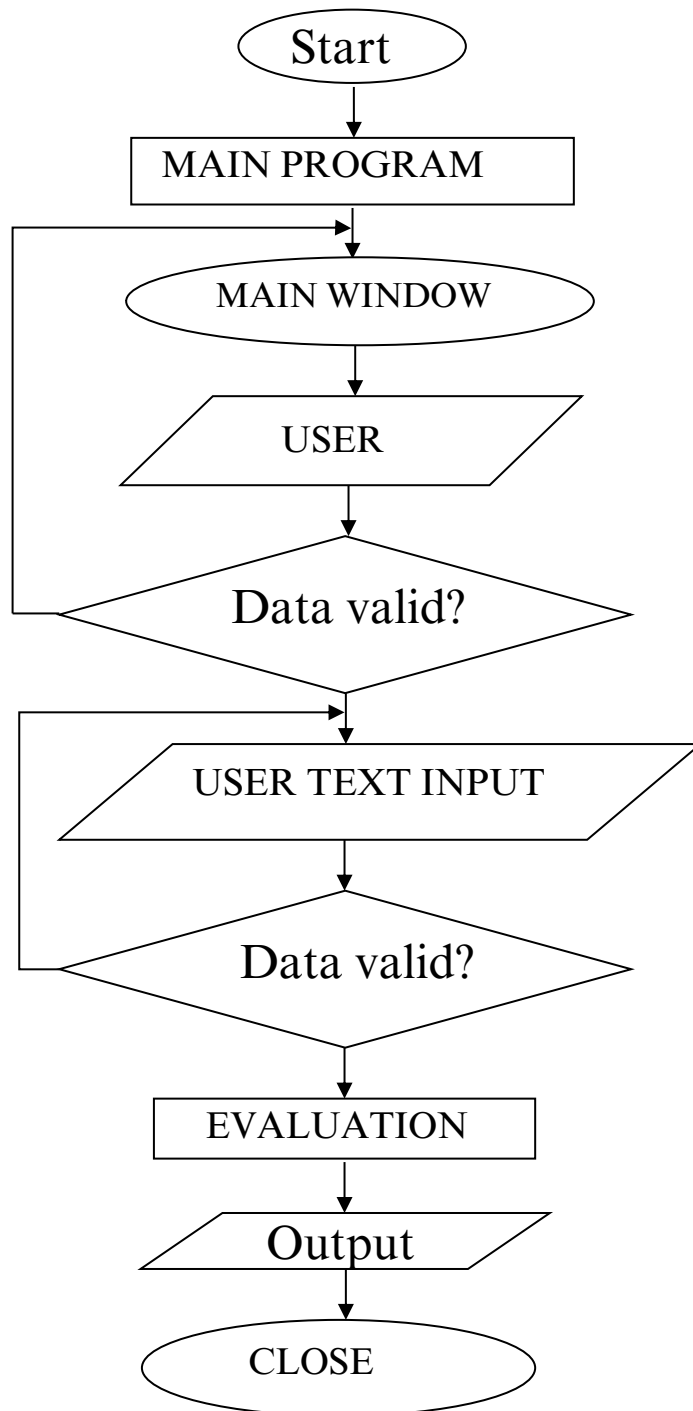 Start
MAIN PROGRAM
MAIN WINDOW
USER
Data valid?
USER TEXT INPUT
Data valid?
EVALUATION
Output
CLOSE